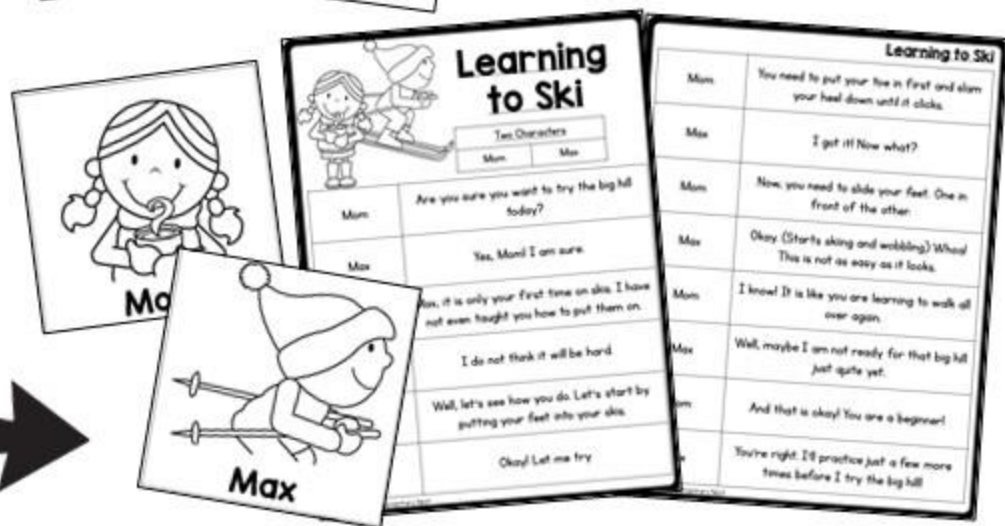 Mo
Max
Learning
to Ski
Two Characters
Mom
Max
Mom
Are you sure you want to try the big hill
today?
Max
Yes, Mom! I am sure.
Max, it is only your first time on skis. I have
not even taught you how to put them on.
I do not think it will be hard.
Well, let's see how you do. Let's start by
putting your feet into your skis.
Okay! Let me try
Learning to Ski
Mom
You need to put your toe in first and slam
your heel down until it clicks.
Max
I got it! Now what?
Mom
Now, you need to slide your feet. One in
front of the other.
Max
Okay. (Starts skiing and wobbling) Whoa!
This is not as easy as it looks.
Mom
I know! It is like you are learning to walk all
over again.
Max
Well, maybe I am not ready for that big hill
just quite yet.
om
And that is okay! You are a beginner!
You're right. I'll practice just a few more
times before I try the big hill!